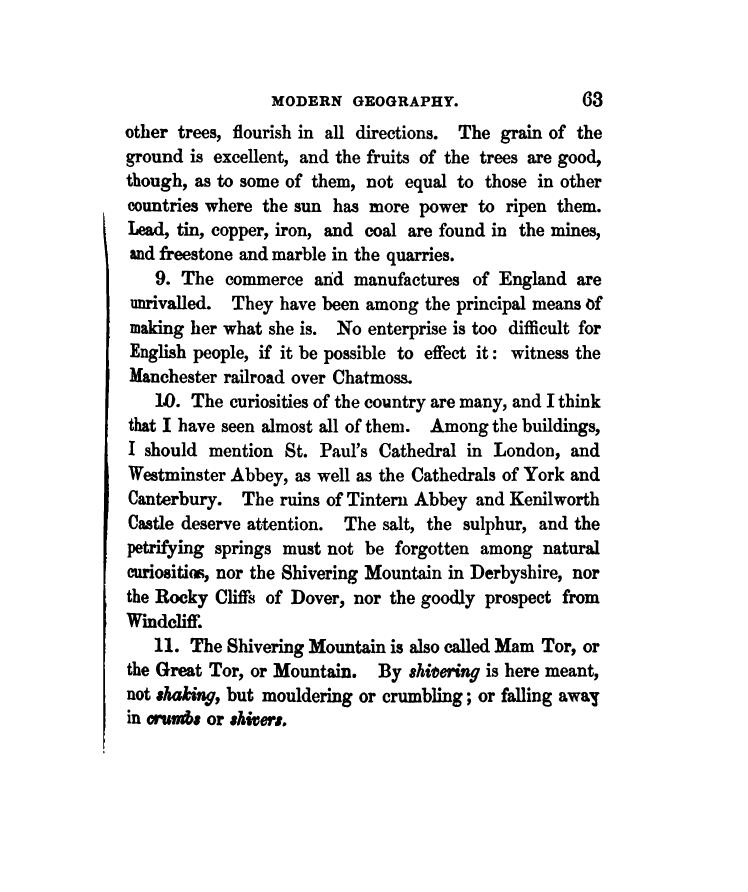 MODERN GEOGRAPHY. 63
other trees, flourish in all directions. The grain of the
ground is excellent, and the fruits of the trees are good,
though, as to some of them, not equal to those in other
countries where the sun has more power to ripen them.
Lead, tin, copper, iron, and coal are found in the mines,
and freestone and marble in the quarries.
9. The commerce and manufactures of England are
unrivalled. They have been among the principal means of
making her what she is. No enterprise is too difficult for
English people, if it be possible to effect it: witness the
Manchester railroad over Chatmoss.
10. The curiosities of the country are many, and I think
that I have seen almost all of them. Among the buildings,
I should mention St. Paul's Cathedral in London, and
Westminster Abbey, as well as the Cathedrals of York and
Canterbury. The ruins of Tintern Abbey and Kenilworth
Castle deserve attention. The salt, the sulphur, and the
petrifying springs must not be forgotten among natural
curiosities, nor the Shivering Mountain in Derbyshire, nor
the Rocky Cliffs of Dover, nor the goodly prospect from
Windcliff.
11. The Shivering Mountain is also called Mam Tor, or
the Great Tor, or Mountain. By shivering is here meant,
not shaking, but mouldering or crumbling; or falling away
in crumbs or shivers.